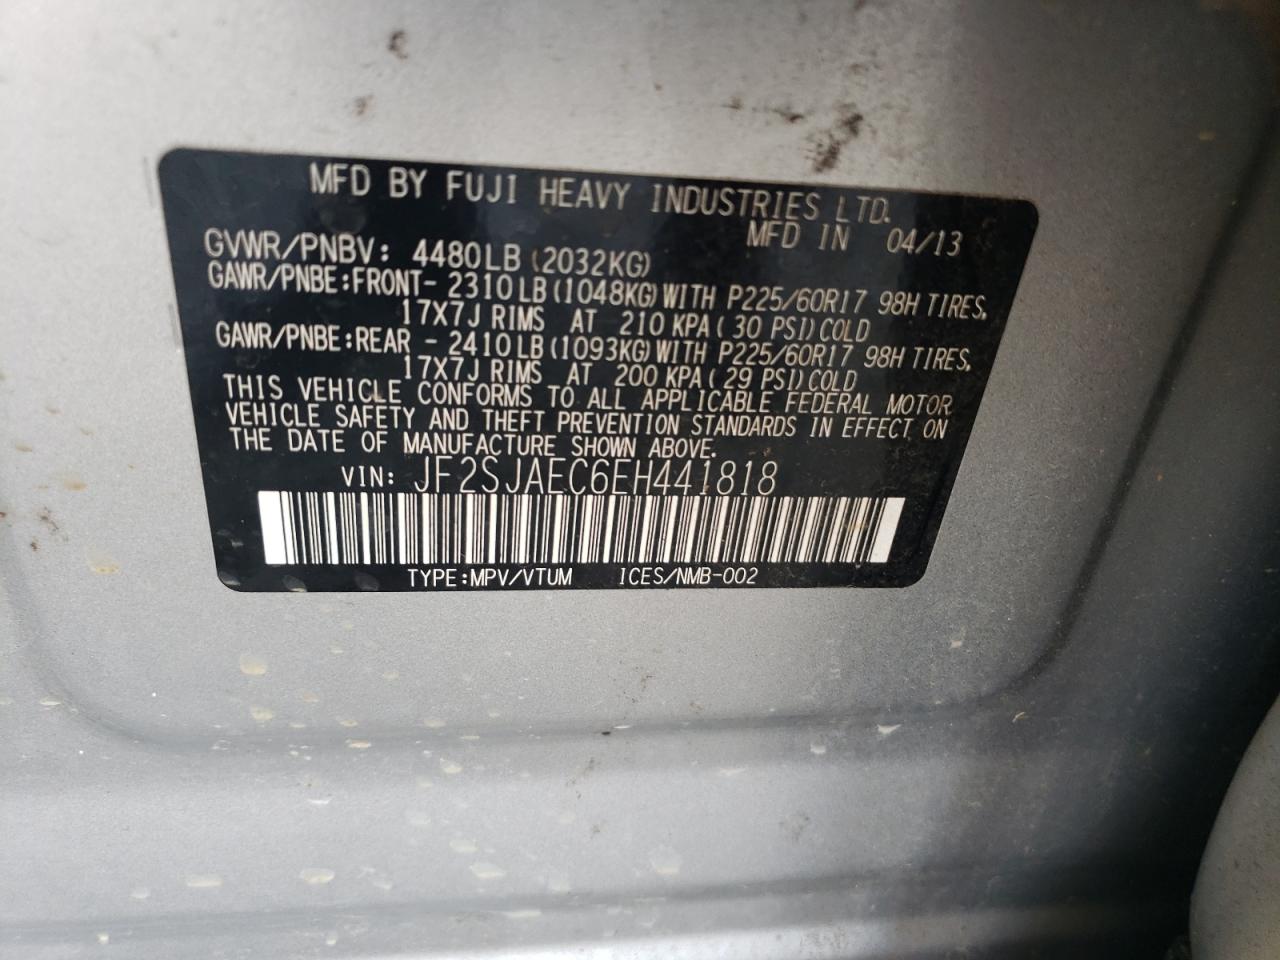 MFD BY FUJI HEAVY INDUSTRIES LTD.
MFD IN 04/13
GVWR/PNBV: 4480LB (2032KG)
GAWR/PNBE:FRONT- 2310LB(1048KG)WITH P225/60R17 98H TIRES,
17X7J RIMS AT 210 KPA( 30 PSI)COLD
GAWR/PNBE:REAR - 2410LB(1093KG)WITH P225/60R17 98H TIRES,
17X7J RIMS AT 200 KPA( 29 PSI)COLD
THIS VEHICLE CONFORMS TO ALL APPLICABLE FEDERAL MOTOR
VEHICLE SAFETY AND THEFT PREVENTION STANDARDS IN EFFECT ON
THE DATE OF MANUFACTURE SHOWN ABOVE.
VIN: JF2SJAEC6EH441818
TYPE:MPV/VTUM ICES/NMB-002